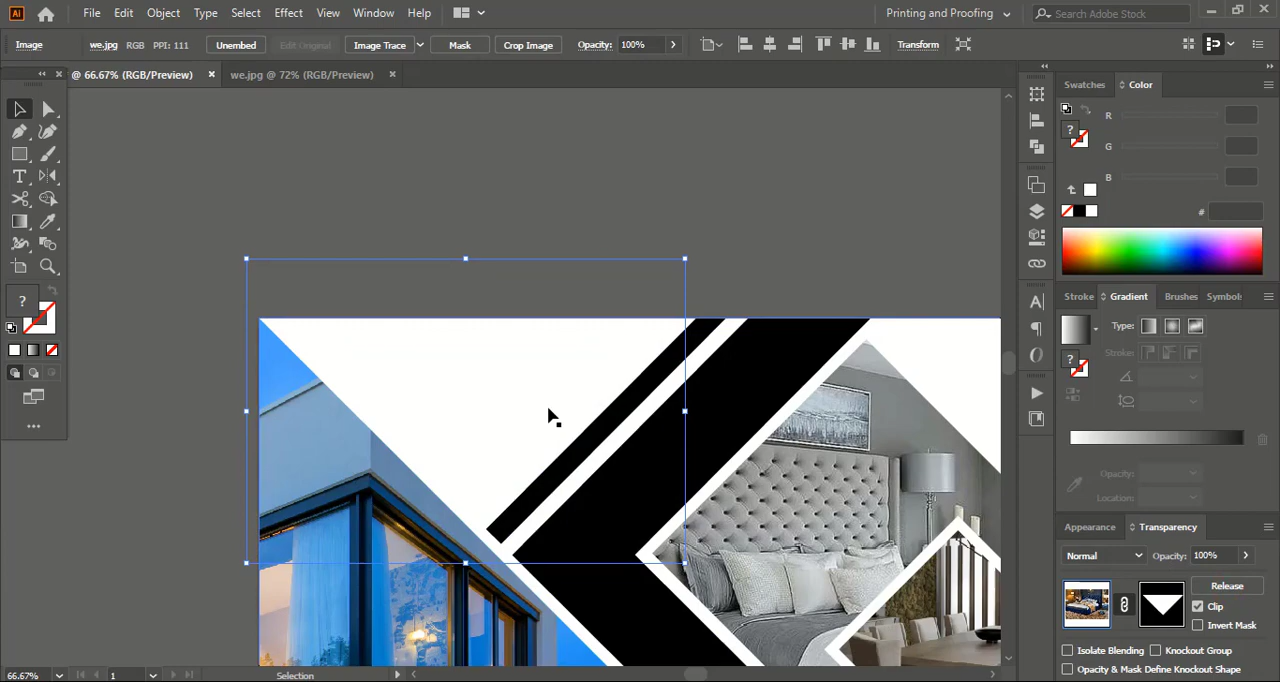 Ai File Edit Object Type Select Effect View Window Help Printing and Proofing Search Adobe Stock
Image we.jpg RGB PPI: 111 Unembed Edit Original Image Trace Mask Crop Image Opacity: 100% Transform
@ 66.67% (RGB/Preview) × we.jpg @ 72% (RGB/Preview) ×
Swatches Color
R
G
B
#
Stroke Gradient Brushes Symbols
Type:
Stroke:
Opacity:
Location:
Appearance Transparency
Normal Opacity: 100%
Release
Clip
Invert Mask
Isolate Blending Knockout Group
Opacity & Mask Define Knockout Shape
66.67% 1 Selection